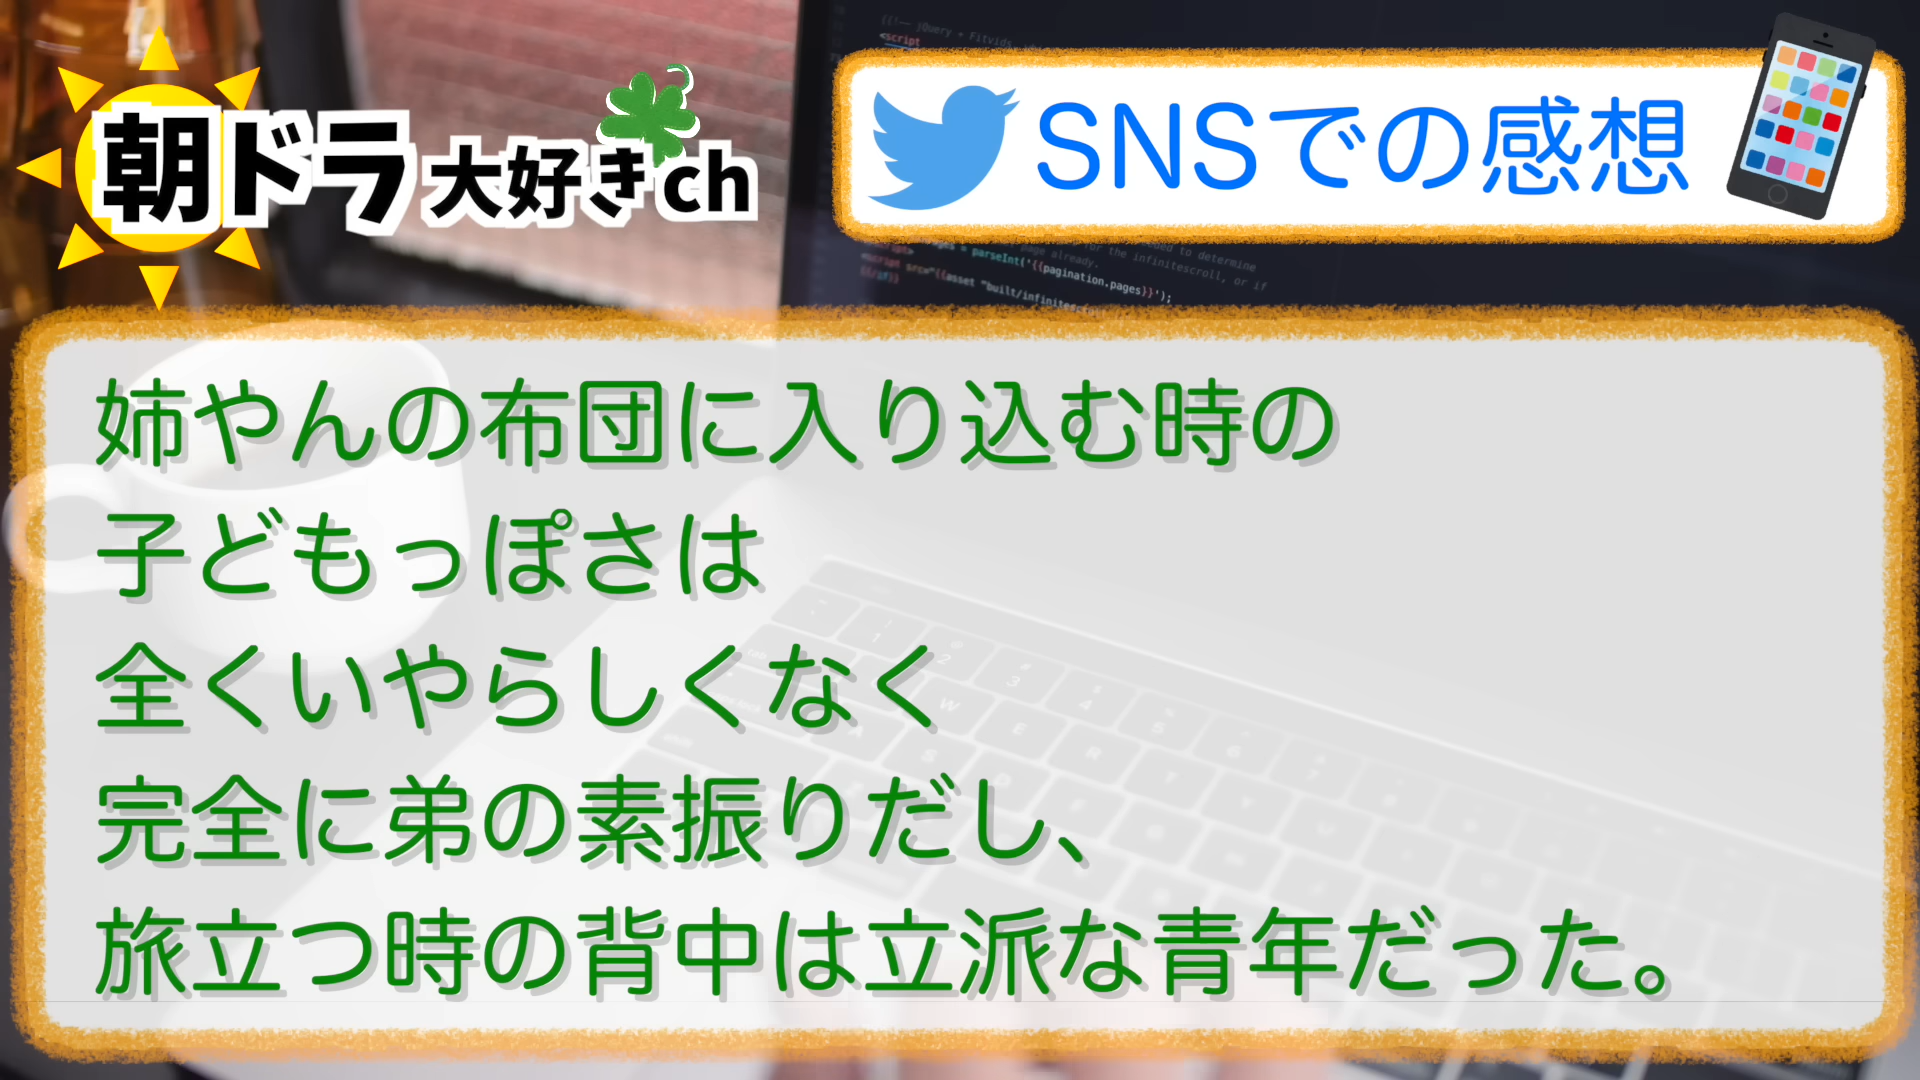 朝ドラ大好きch
SNSでの感想
姉やんの布団に入り込む時の
子どもっぽさは
全くいやらしくなく
完全に弟の素振りだし、
旅立つ時の背中は立派な青年だった。